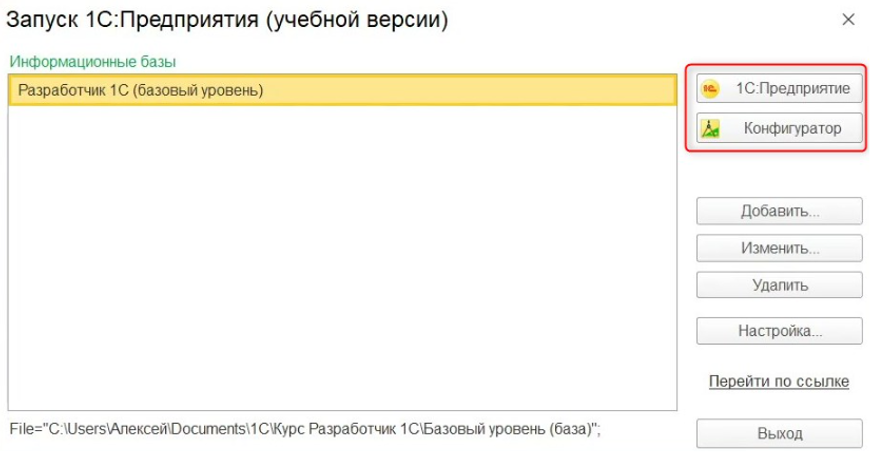 Запуск 1С:Предприятия (учебной версии)
Информационные базы
Разработчик 1С (базовый уровень)
1С:Предприятие
Конфигуратор
Добавить...
Изменить...
Удалить
Настройка...
Перейти по ссылке
File="C:\Users\Алексей\Documents\1С\Курс Разработчик 1С\Базовый уровень (база)";
Выход